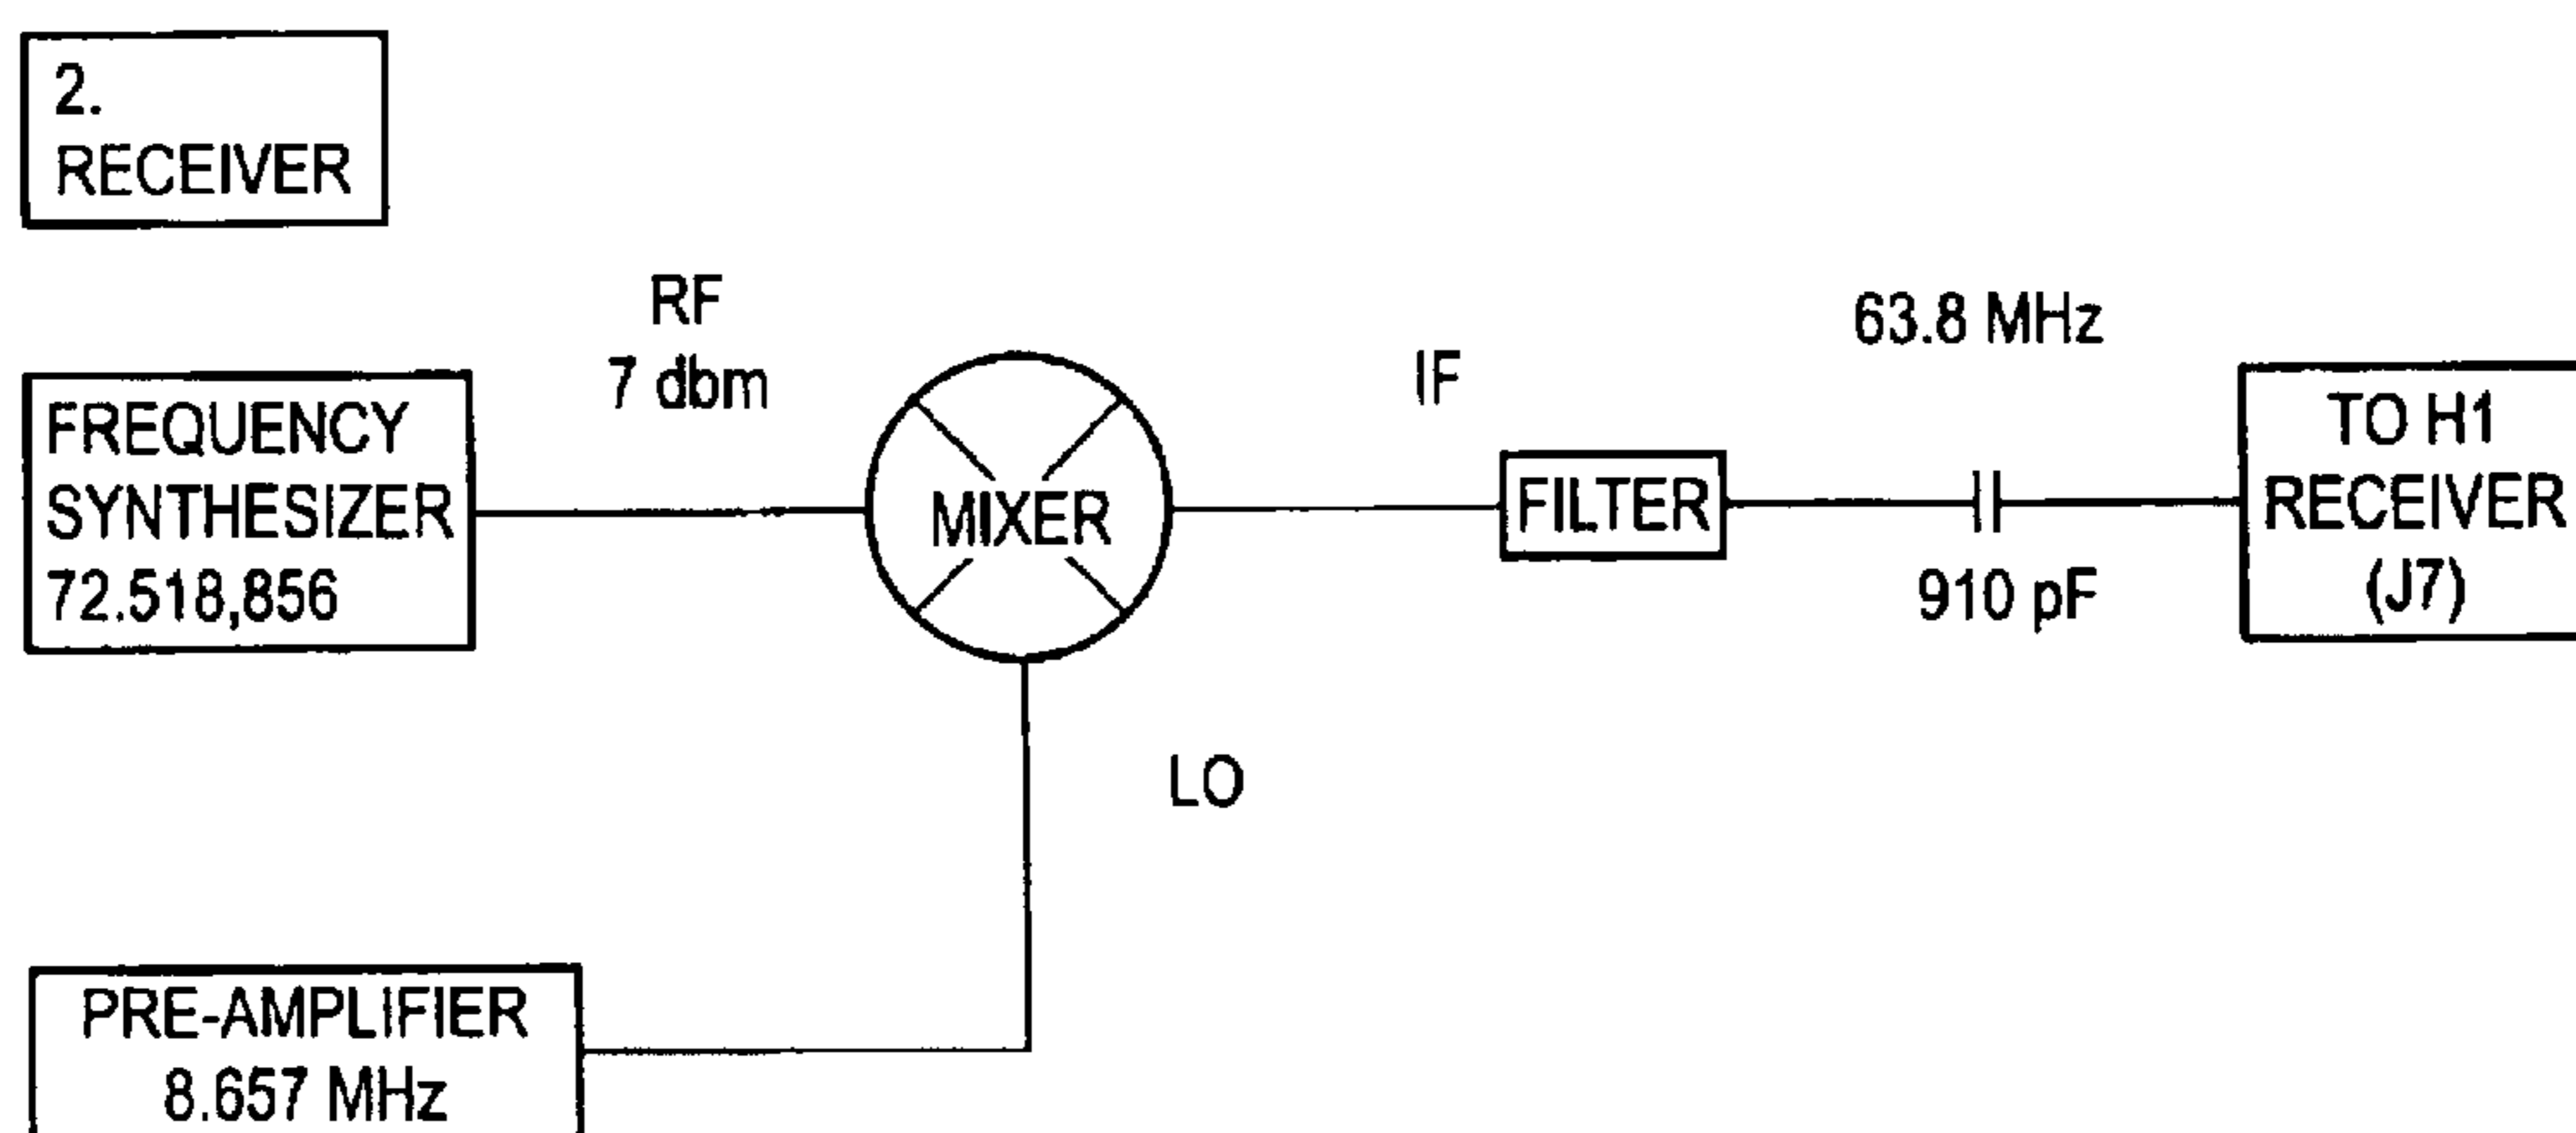 2.
RECEIVER
RF
7 dbm
FREQUENCY
SYNTHESIZER
72.518,856
MIXER
IF
FILTER
63.8 MHz
910 pF
TO H1
RECEIVER
(J7)
LO
PRE-AMPLIFIER
8.657 MHz